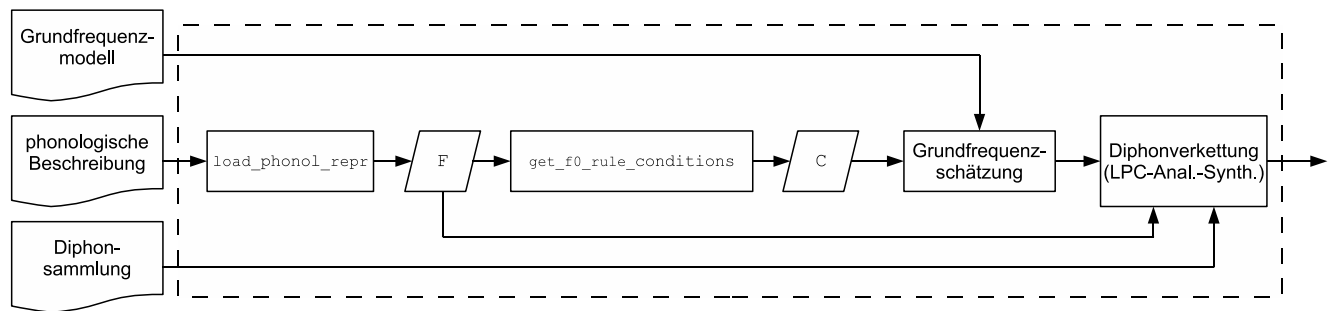 Grundfrequenz-
modell
phonologische
Beschreibung
load_phonol_repr
F
get_f0_rule_conditions
C
Grundfrequenz-
schätzung
Diphonverkettung
(LPC-Anal.-Synth.)
Diphon-
sammlung